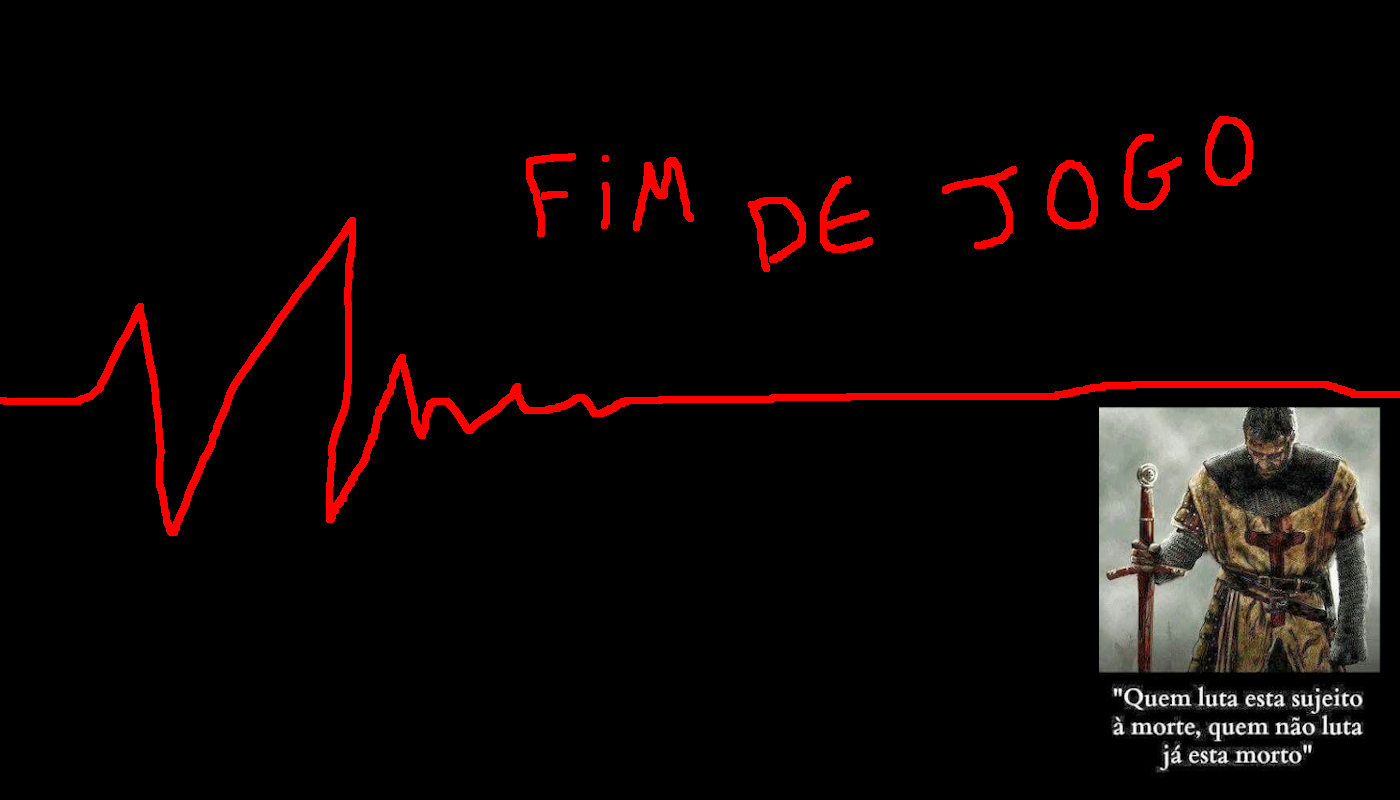 FiM DE JOGO
"Quem luta esta sujeito
à morte, quem não luta
já esta morto"